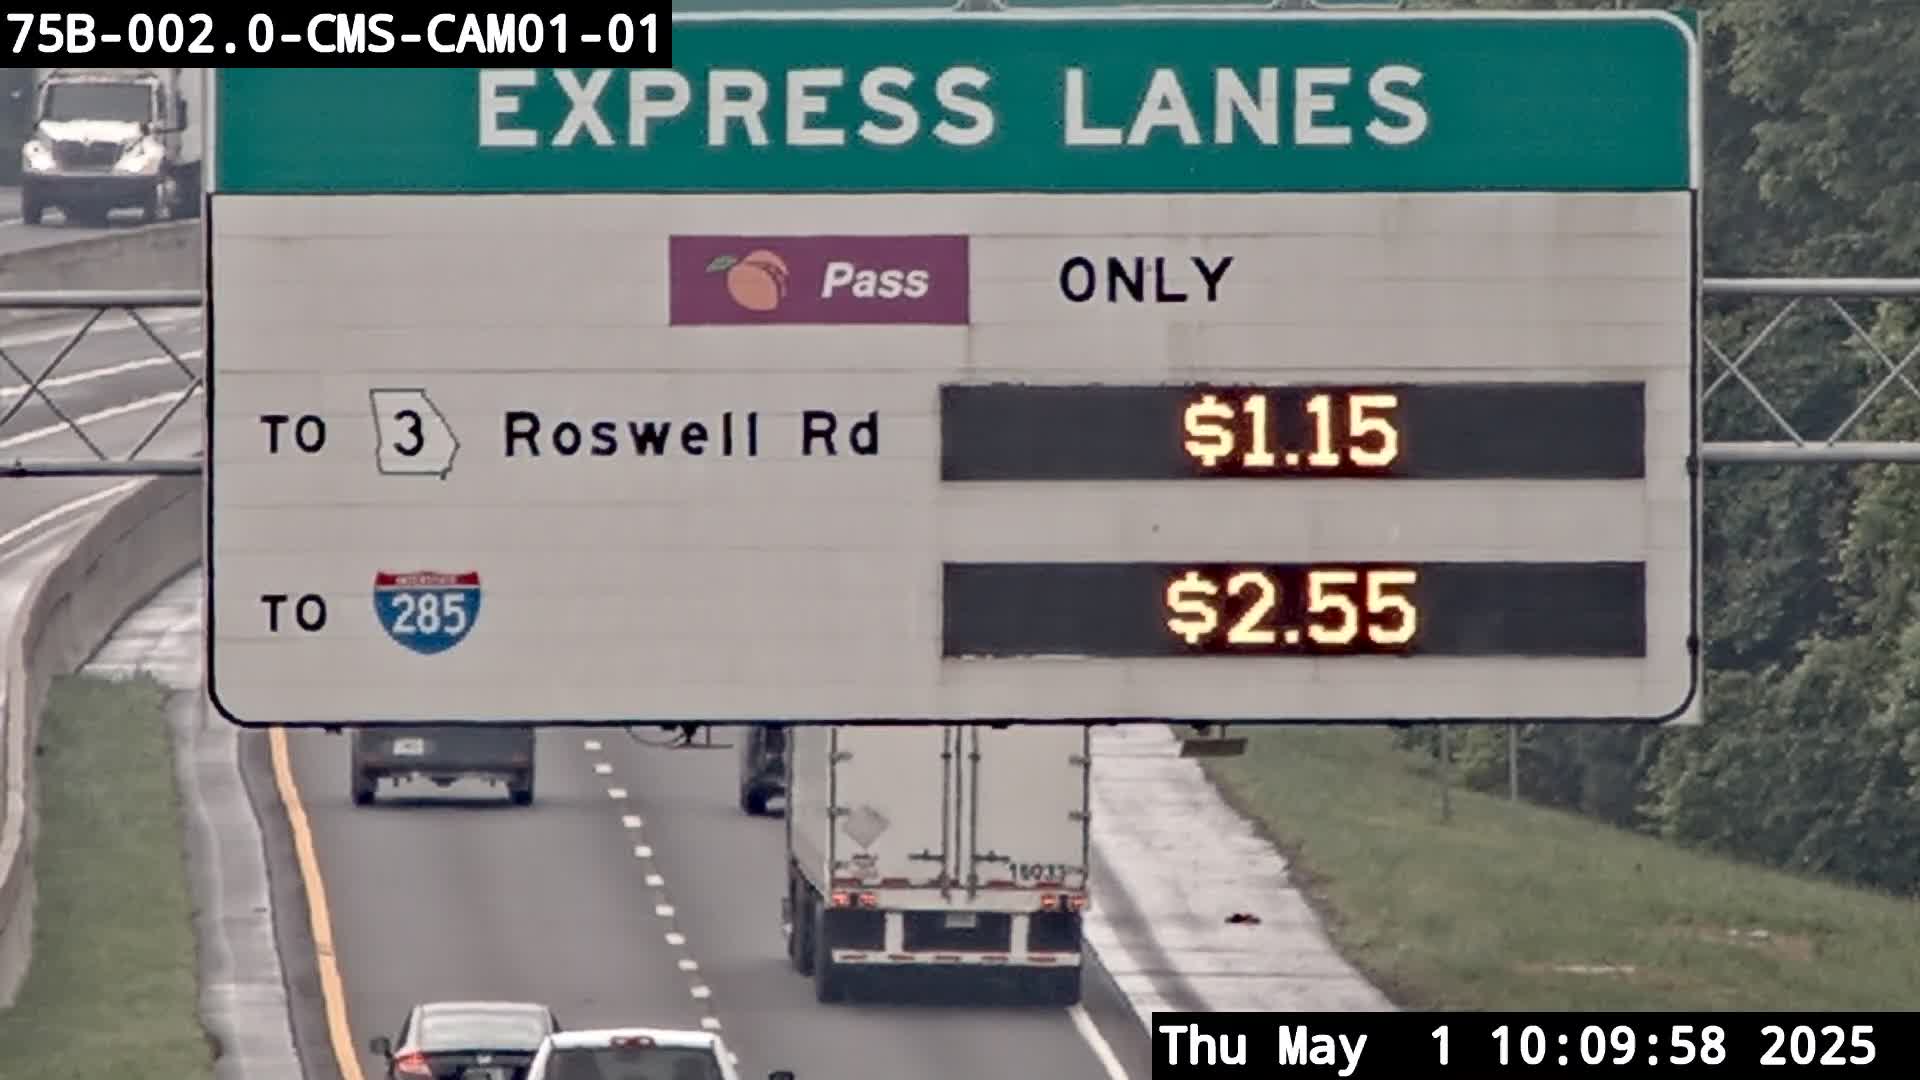 75B-002.0-CMS-CAM01-01
EXPRESS LANES
Pass ONLY
TO 3 Roswell Rd $1.15
TO INTERSTATE 285 $2.55
Thu May 1 10:09:58 2025